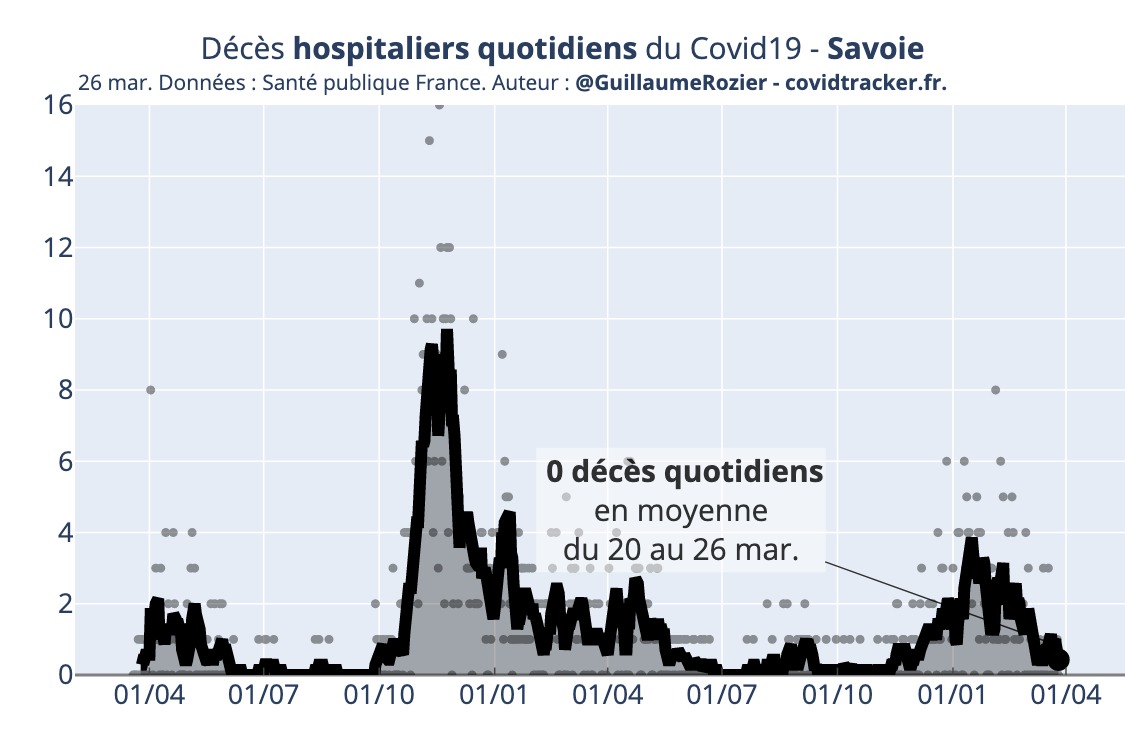 Décès hospitaliers quotidiens du Covid19 - Savoie
26 mar. Données : Santé publique France. Auteur : @GuillaumeRozier - covidtracker.fr.
16
14
12
10
8
6
4
2
0
0 décès quotidiens
en moyenne
du 20 au 26 mar.
01/04 01/07 01/10 01/01 01/04 01/07 01/10 01/01 01/04